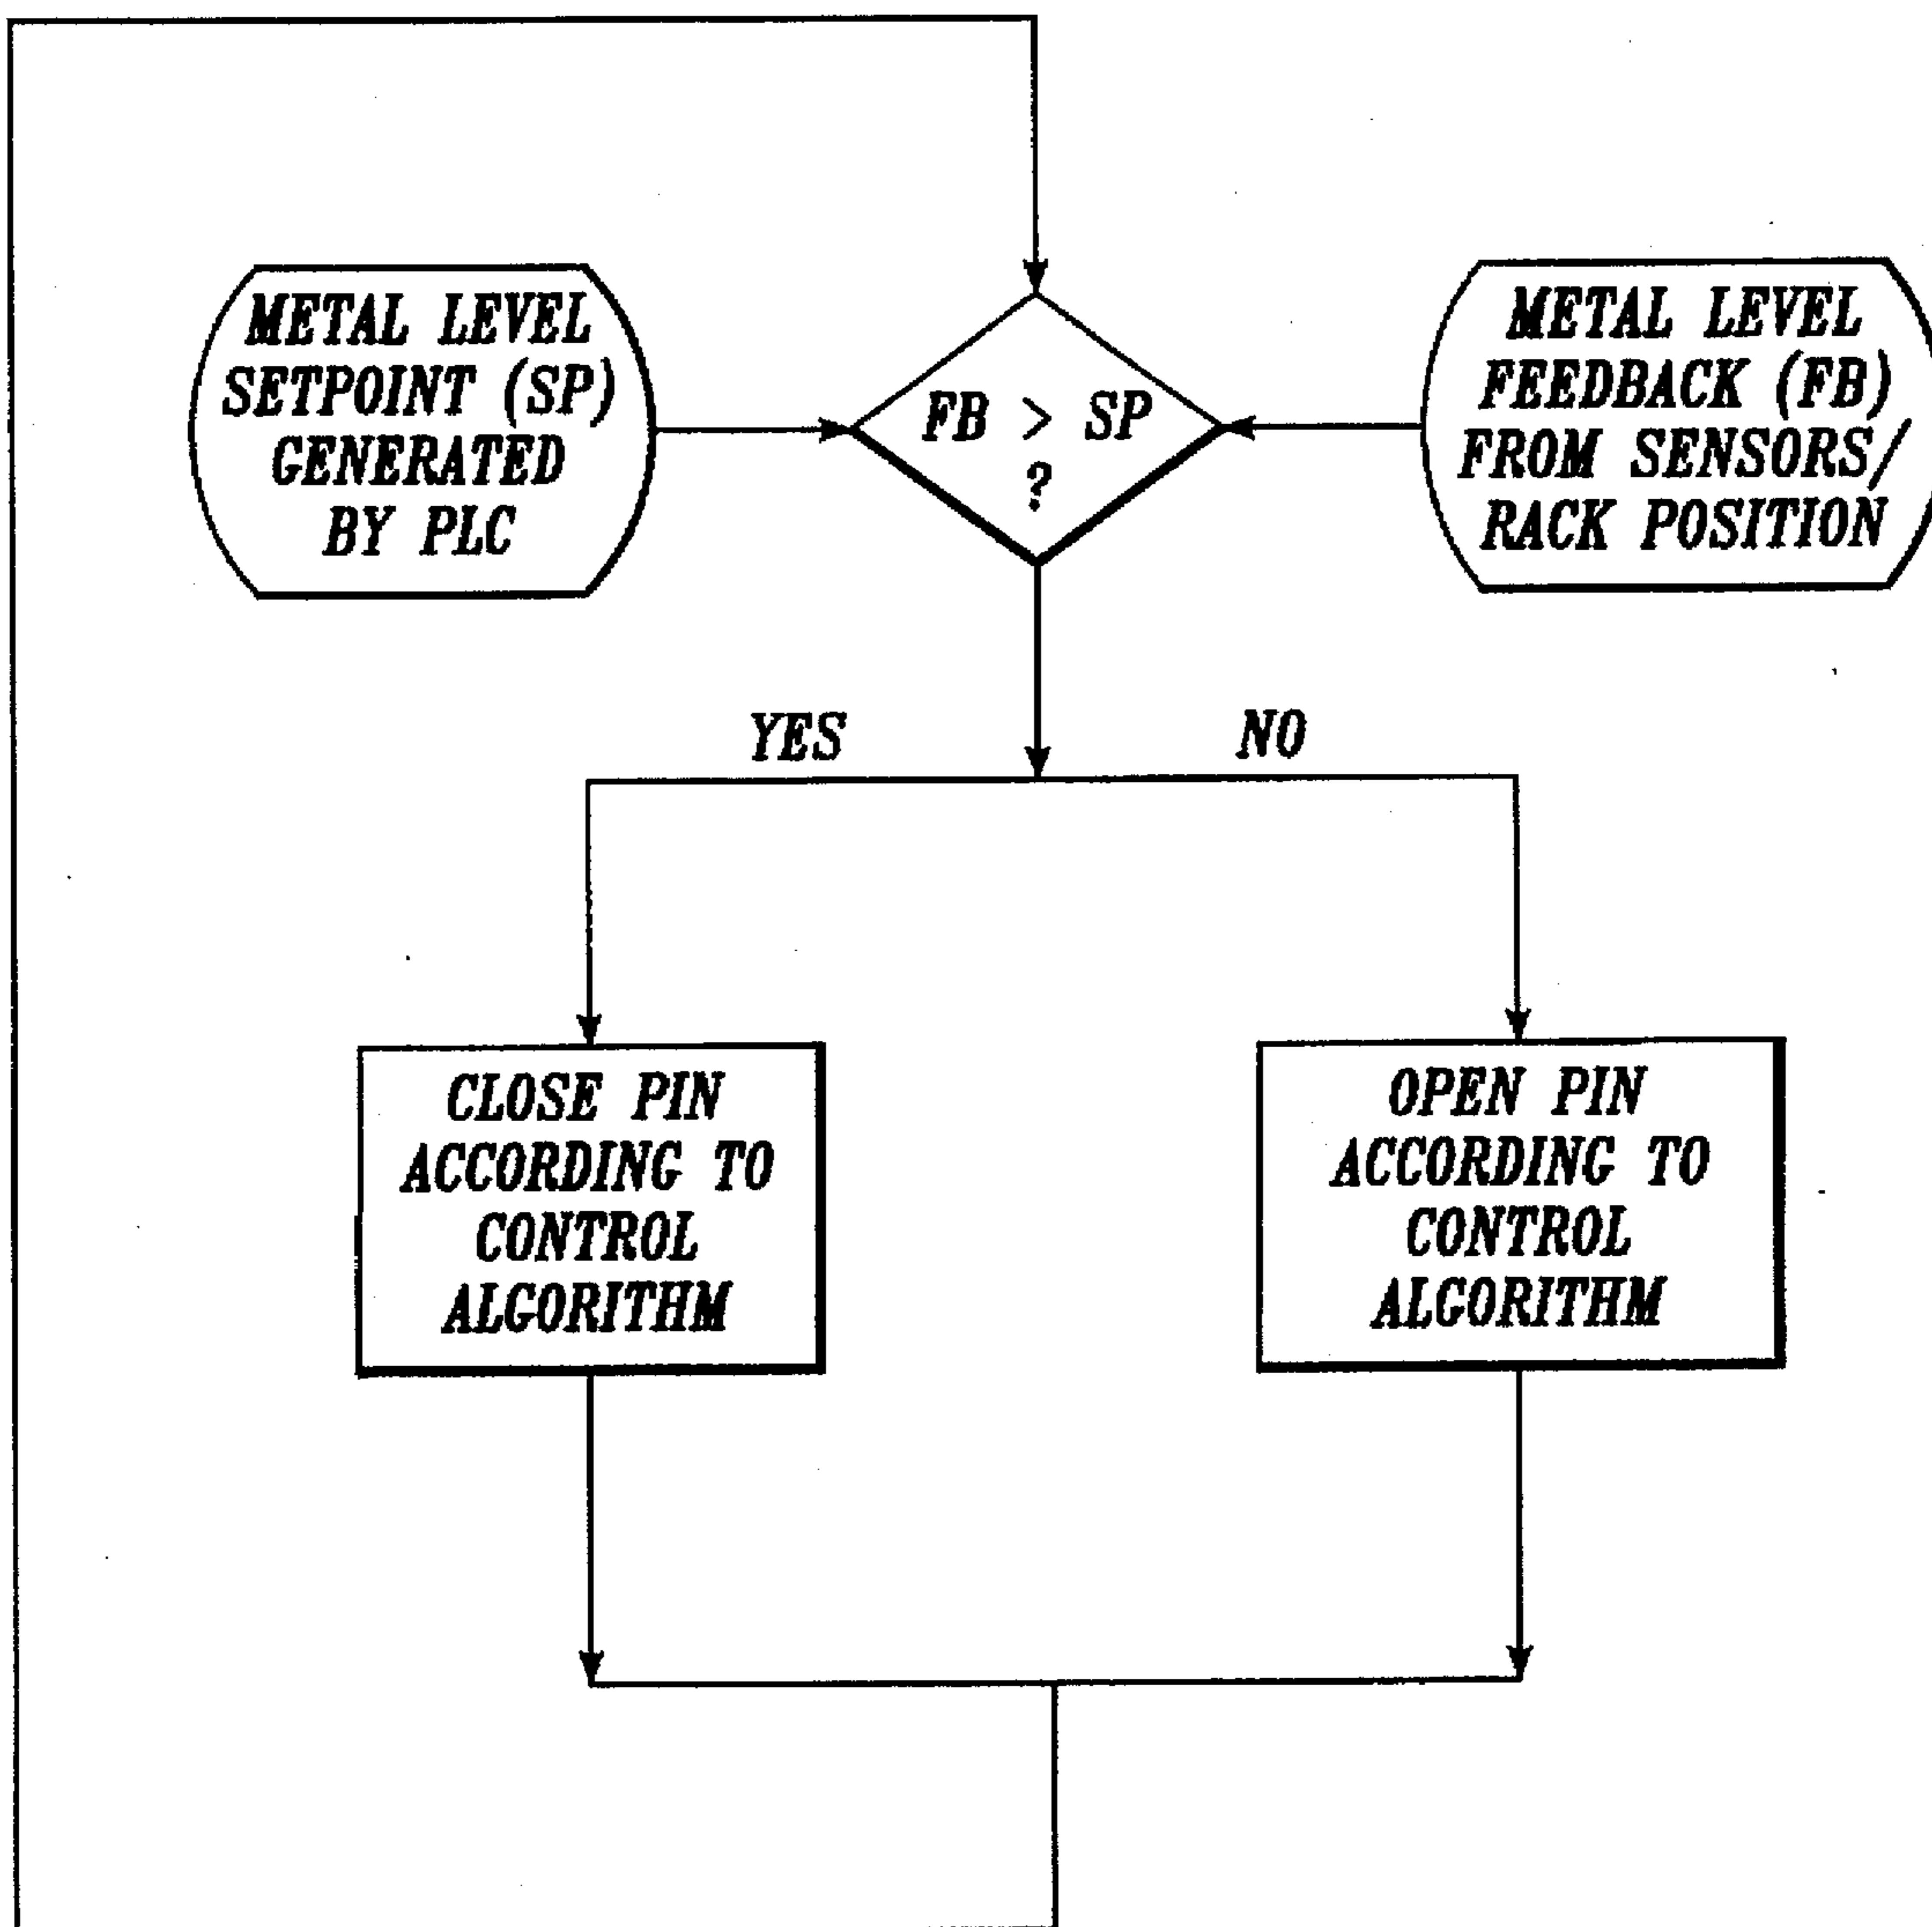 METAL LEVEL
SETPOINT (SP)
GENERATED
BY PLC
FB > SP
?
METAL LEVEL
FEEDBACK (FB)
FROM SENSORS/
RACK POSITION
YES
NO
CLOSE PIN
ACCORDING TO
CONTROL
ALGORITHM
OPEN PIN
ACCORDING TO
CONTROL
ALGORITHM